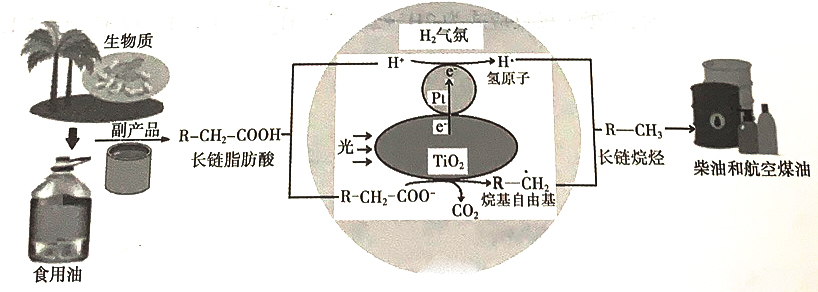 生物质
副产品
食用油
R-CH₂-COOH
长链脂肪酸
H₂气氛
H⁺
H·
氢原子
e⁻
Pt
e⁻
光
TiO₂
R-CH₂-COO⁻
CO₂
R-ĊH₂
烷基自由基
R—CH₃
长链烷烃
柴油和航空煤油